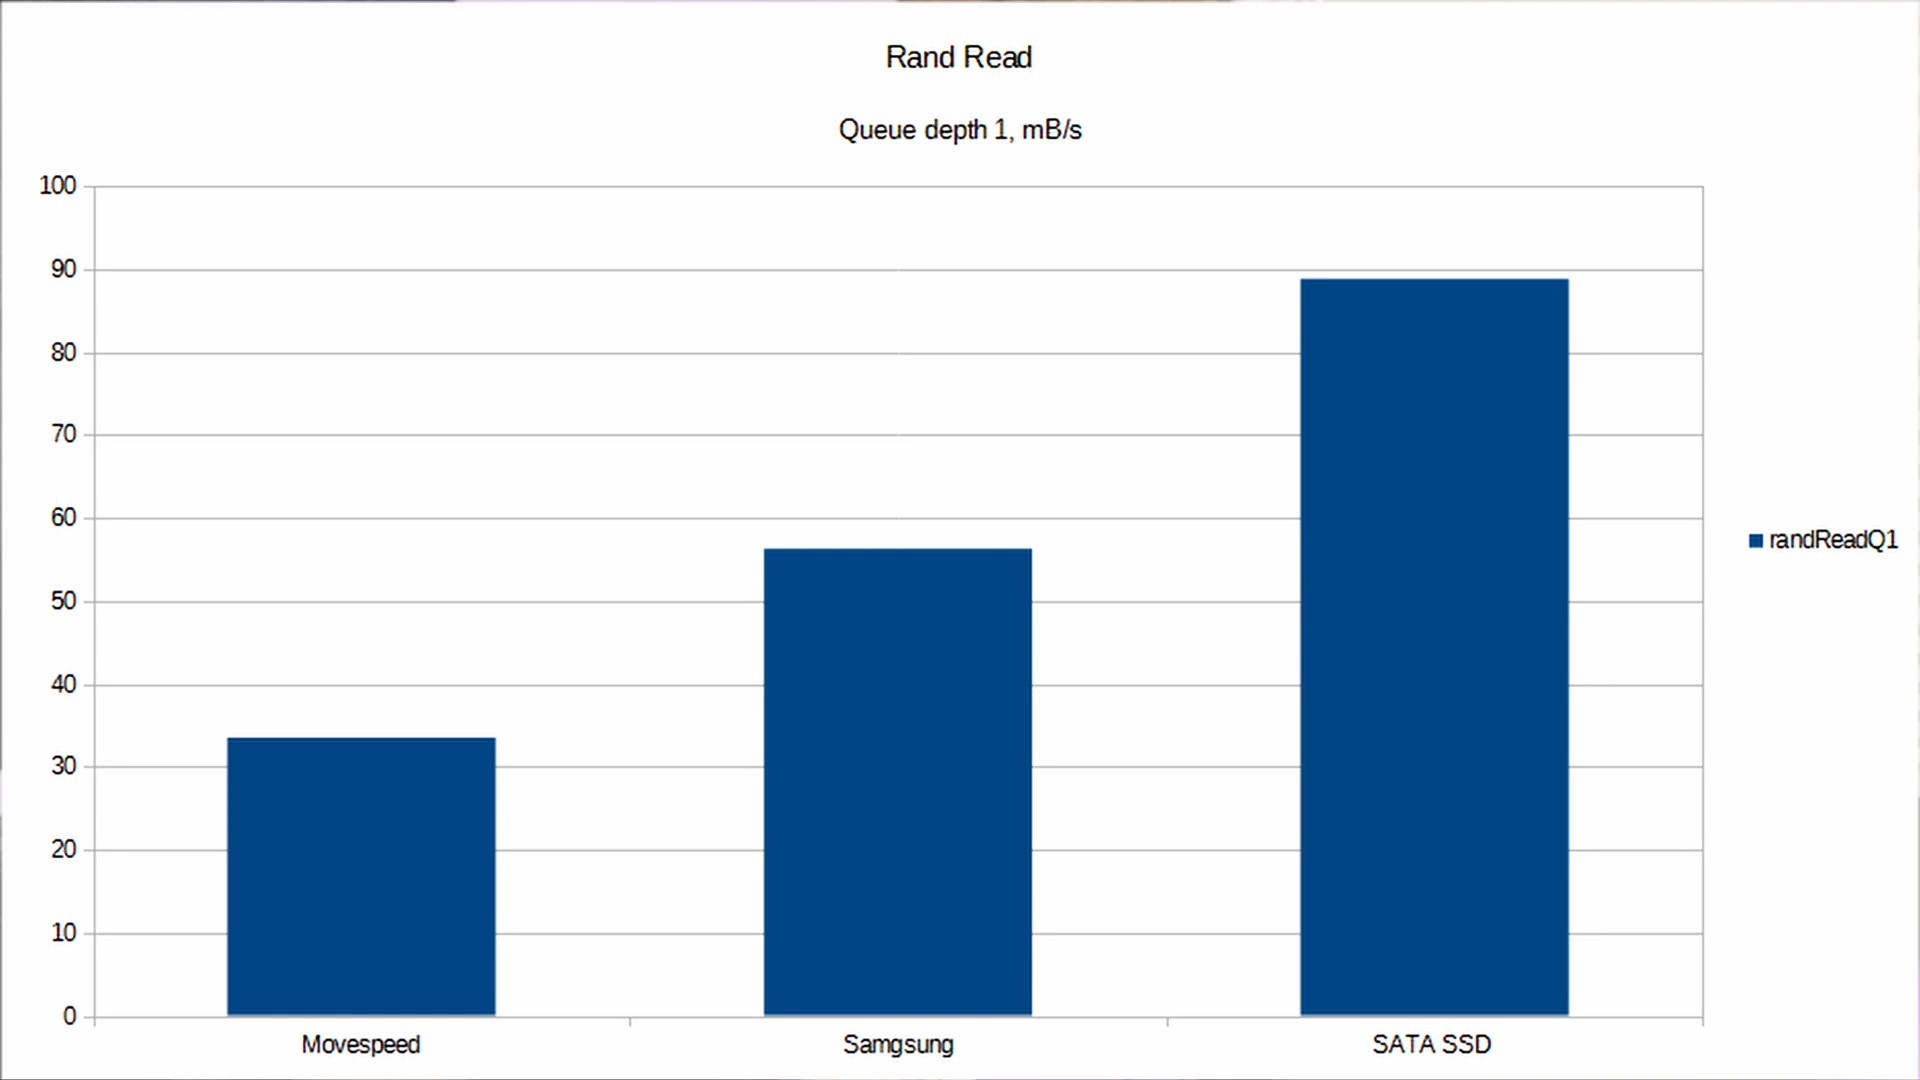 Rand Read
Queue depth 1, mB/s
100
90
80
70
60
50
40
30
20
10
0
Movespeed
Samgsung
SATA SSD
randReadQ1